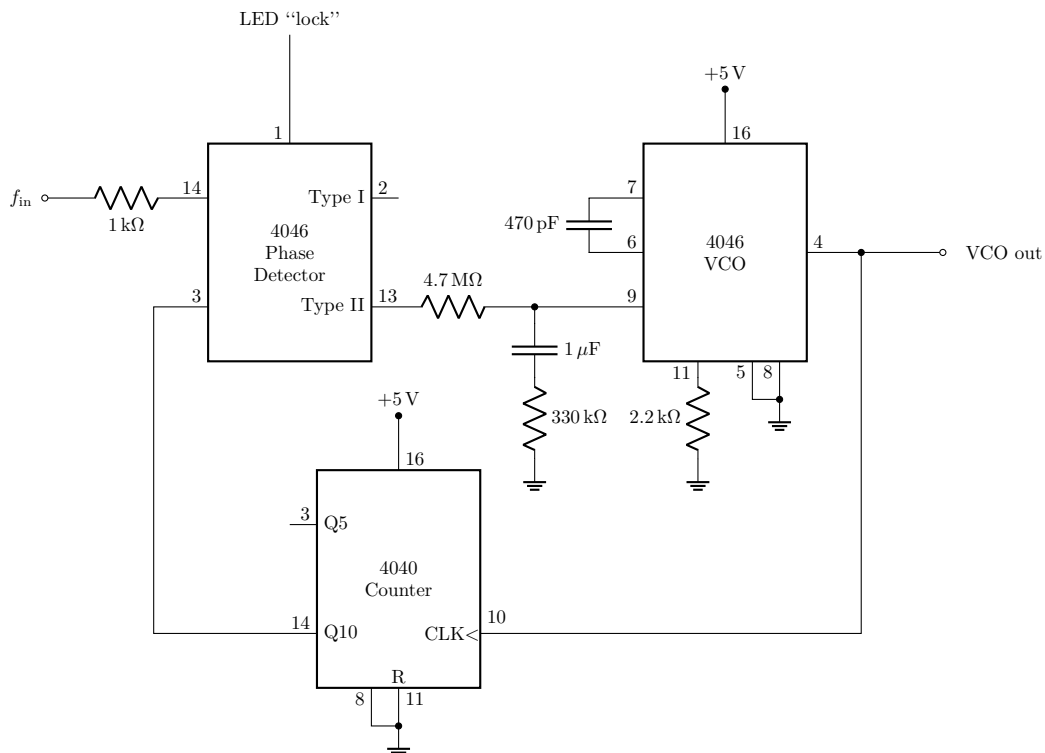 LED “lock”
+5 V
1
16
14
Type I
2
7
f_in
1 kΩ
4046
Phase
Detector
470 pF
6
4046
VCO
4
VCO out
4.7 MΩ
3
Type II
13
9
1 μF
11
5
8
+5 V
330 kΩ
2.2 kΩ
16
3
Q5
4040
Counter
14
Q10
CLK<
10
R
8
11